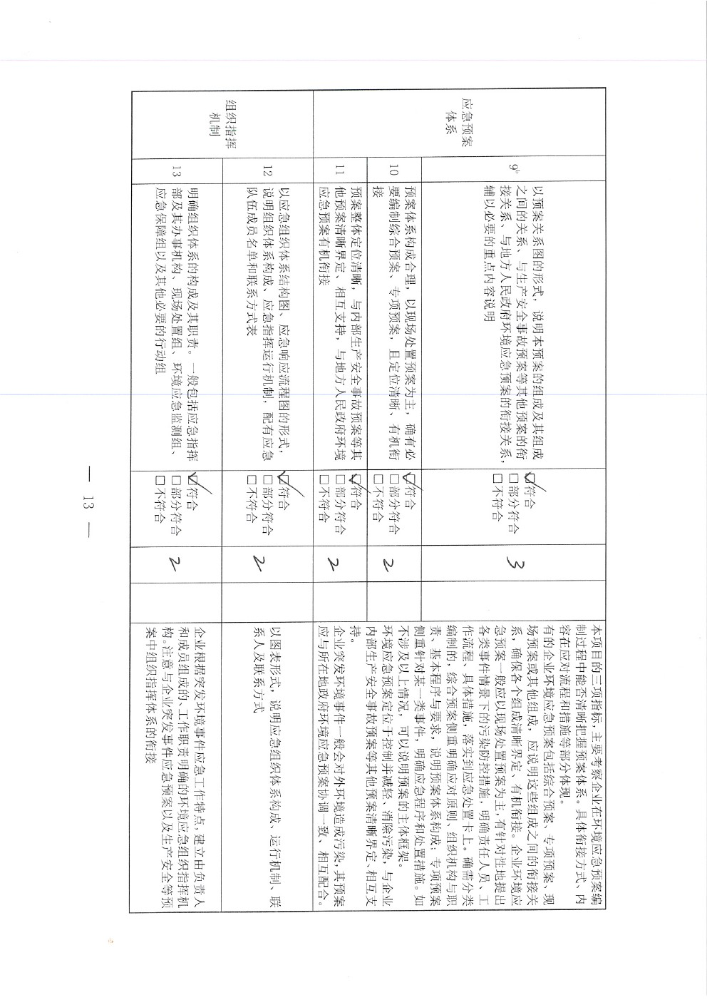 应急预案
体系
9ᵇ
以预案关系图的形式，说明本预案的组成及其组成
之间的关系、与生产安全事故预案等其他预案的衔
接关系、与地方人民政府环境应急预案的衔接关系，
辅以必要的重点内容说明
☑符合
□部分符合
□不符合
3
本项目的三项指标，主要考察企业在环境应急预案编
制过程中能否清晰把握预案体系。具体衔接方式、内
容在应对流程和措施等部分体现。
有的企业环境应急预案包括综合预案、专项预案、现
场预案或其他组成，应说明这些组成之间的衔接关
系，确保各个组成清晰界定、有机衔接。企业环境应
急预案一般应以现场处置预案为主，有针对性地提出
各类事件情景下的污染防控措施，明确责任人员、工
作流程、具体措施，落实到应急处置卡上。确需分类
编制的，综合预案侧重明确应对原则、组织机构与职
责、基本程序与要求，说明预案体系构成；专项预案
侧重针对某一类事件，明确应急程序和处置措施。如
不涉及以上情况，可以说明预案的主体框架。
环境应急预案定位于控制并减轻、消除污染，与企业
内部生产安全事故预案等其他预案清晰界定、相互支
持。
企业突发环境事件一般会对外环境造成污染，其预案
应与所在地政府环境应急预案协调一致、相互配合。
10
预案体系构成合理，以现场处置预案为主，确有必
要编制综合预案、专项预案，且定位清晰、有机衔
接
☑符合
□部分符合
□不符合
2
11
预案整体定位清晰，与内部生产安全事故预案等其
他预案清晰界定、相互支持，与地方人民政府环境
应急预案有机衔接
☑符合
□部分符合
□不符合
2
组织指挥
机制
12
以应急组织体系结构图、应急响应流程图的形式，
说明组织体系构成、应急指挥运行机制，配有应急
队伍成员名单和联系方式表
☑符合
□部分符合
□不符合
2
以图表形式，说明应急组织体系构成、运行机制、联
系人及联系方式
13
明确组织体系的构成及其职责。一般包括应急指挥
部及其办事机构、现场处置组、环境应急监测组、
应急保障组以及其他必要的行动组
☑符合
□部分符合
□不符合
2
企业根据突发环境事件应急工作特点，建立由负责人
和成员组成的、工作职责明确的环境应急组织指挥机
构。注意与企业突发事件应急预案以及生产安全等预
案中组织指挥体系的衔接
— 13 —